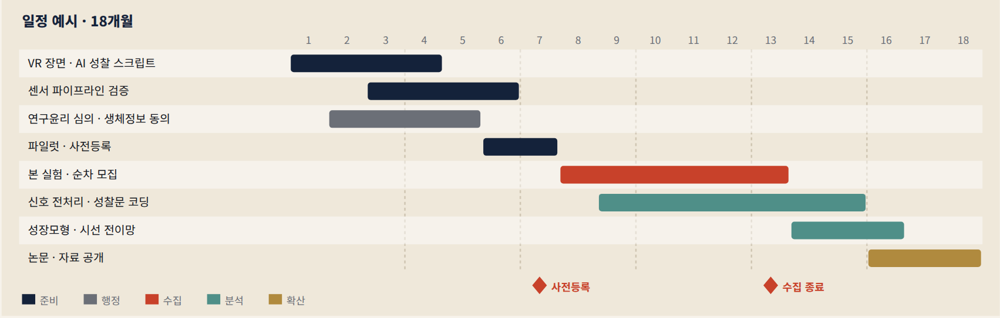 일정 예시 · 18개월
1 2 3 4 5 6 7 8 9 10 11 12 13 14 15 16 17 18
VR 장면 · AI 성찰 스크립트
센서 파이프라인 검증
연구윤리 심의 · 생체정보 동의
파일럿 · 사전등록
본 실험 · 순차 모집
신호 전처리 · 성찰문 코딩
성장모형 · 시선 전이망
논문 · 자료 공개
사전등록 수집 종료
준비 행정 수집 분석 확산